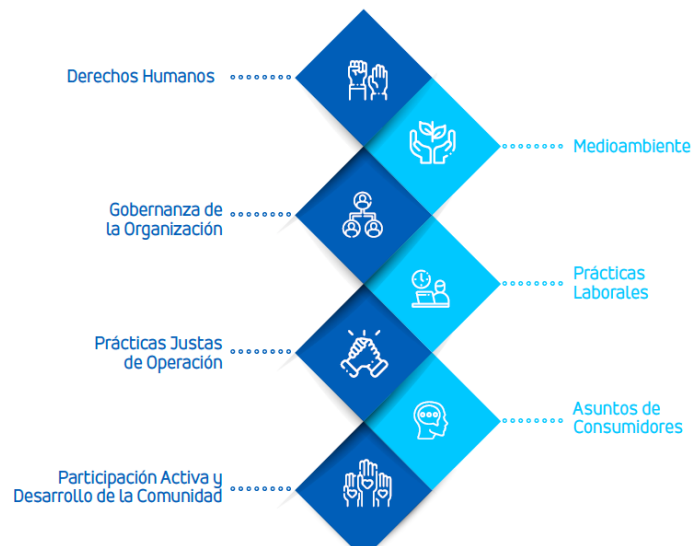 Derechos Humanos
Medioambiente
Gobernanza de
la Organización
Prácticas
Laborales
Prácticas Justas
de Operación
Asuntos de
Consumidores
Participación Activa y
Desarrollo de la Comunidad